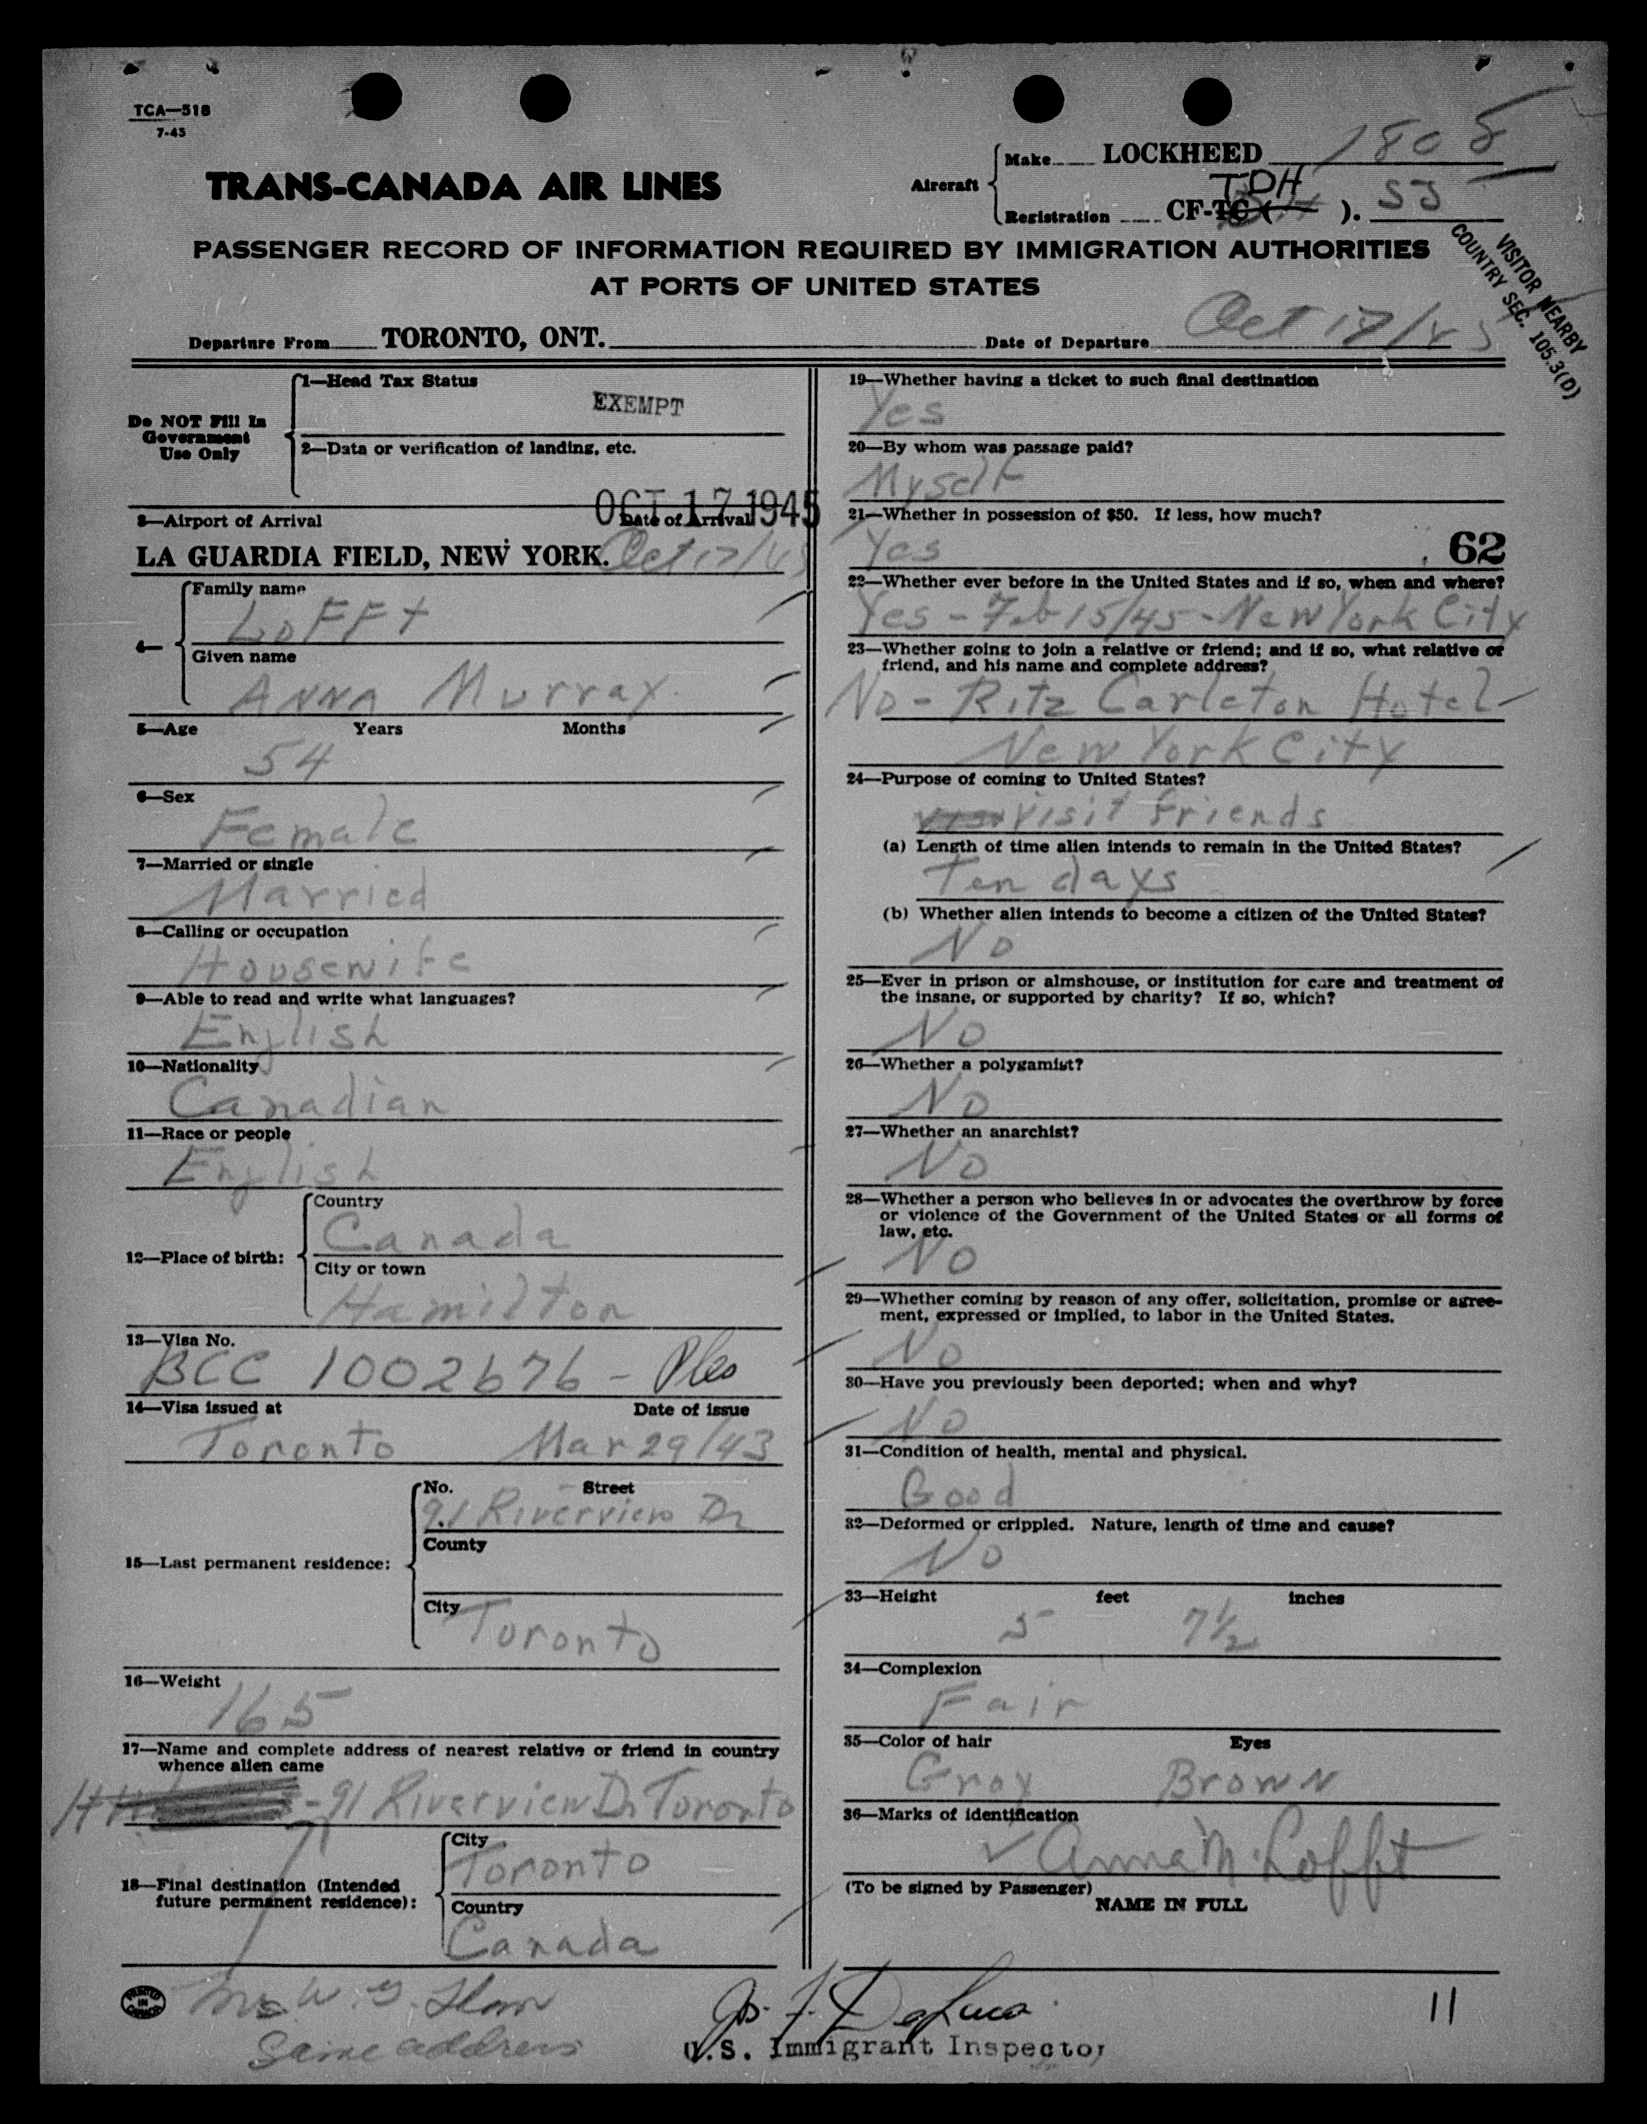 TCA—518
7-45
1808
Make LOCKHEED
TRANS-CANADA AIR LINES
Aircraft
TDH
Registration CF-TC ( ). SJ
VISITOR NEARBY
COUNTRY SEC. 105.3(D)
PASSENGER RECORD OF INFORMATION REQUIRED BY IMMIGRATION AUTHORITIES
AT PORTS OF UNITED STATES
Departure From TORONTO, ONT. Date of Departure Oct 17/45
Do NOT Fill In
Government
Use Only
1—Head Tax Status
EXEMPT
2—Data or verification of landing, etc.
OCT 17 1945
3—Airport of Arrival Date of Arrival
LA GUARDIA FIELD, NEW YORK. Oct 17/45
4—
Family name
LOFFt
Given name
ANNA Murray.
5—Age Years Months
54
6—Sex
Female
7—Married or single
Married
8—Calling or occupation
Housewife
9—Able to read and write what languages?
English
10—Nationality
Canadian
11—Race or people
English
12—Place of birth:
Country
Canada
City or town
Hamilton
13—Visa No.
BCC 1002676 -
14—Visa issued at Date of issue
Toronto Mar 29/43
15—Last permanent residence:
No. Street
91 Riverview Dr
County
City
Toronto
16—Weight
165
17—Name and complete address of nearest relative or friend in country
whence alien came
- 91 Riverview Dr Toronto
18—Final destination (Intended
future permanent residence):
City
Toronto
Country
Canada
19—Whether having a ticket to such final destination
Yes
20—By whom was passage paid?
Myself
21—Whether in possession of $50. If less, how much?
Yes
62
22—Whether ever before in the United States and if so, when and where?
Yes - Feb 15/45 - New York City
23—Whether going to join a relative or friend; and if so, what relative or
friend, and his name and complete address?
No - Ritz Carleton Hotel
New York City
24—Purpose of coming to United States?
Visit friends
(a) Length of time alien intends to remain in the United States?
Ten days
(b) Whether alien intends to become a citizen of the United States?
No
25—Ever in prison or almshouse, or institution for care and treatment of
the insane, or supported by charity? If so, which?
No
26—Whether a polygamist?
No
27—Whether an anarchist?
No
28—Whether a person who believes in or advocates the overthrow by force
or violence of the Government of the United States or all forms of
law, etc.
No
29—Whether coming by reason of any offer, solicitation, promise or agree-
ment, expressed or implied, to labor in the United States.
No
30—Have you previously been deported; when and why?
No
31—Condition of health, mental and physical.
Good
32—Deformed or crippled. Nature, length of time and cause?
No
33—Height feet inches
5 7½
34—Complexion
Fair
35—Color of hair Eyes
Gray Brown
36—Marks of identification
Anna M. Lofft
(To be signed by Passenger)
NAME IN FULL
PRINTED IN CANADA
W. G.
Same address
U.S. Immigrant Inspector
11